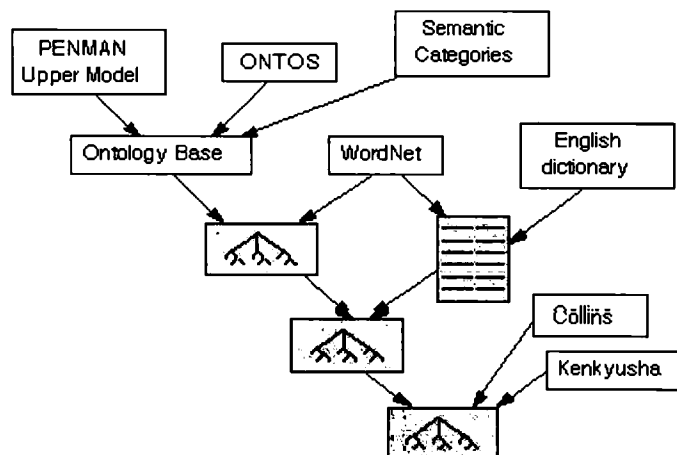 PENMAN
Upper Model
ONTOS
Semantic
Categories
Ontology Base
WordNet
English
dictionary
Collins
Kenkyusha